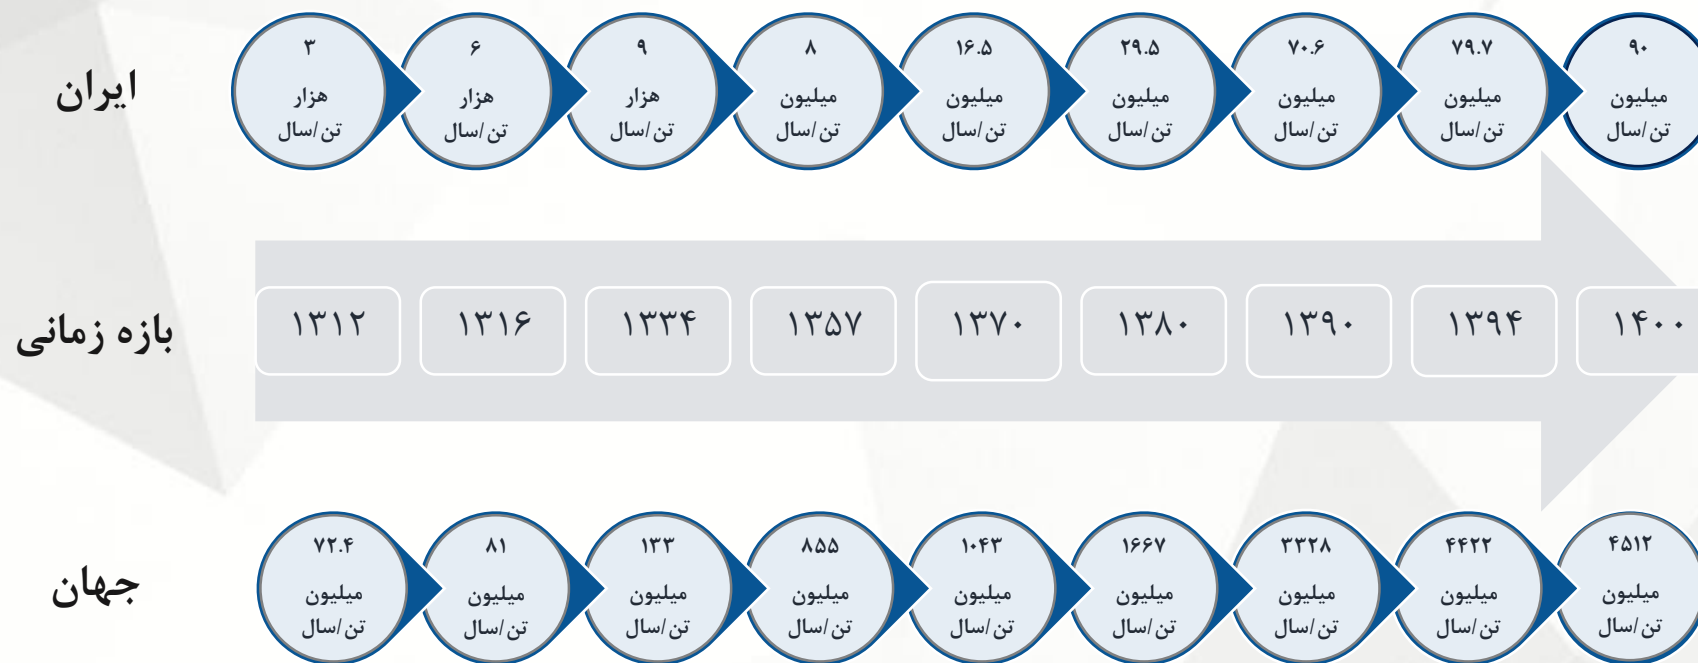 ایران
۳
هزار
تن/سال
۶
هزار
تن/سال
۹
هزار
تن/سال
۸
میلیون
تن/سال
۱۶.۵
میلیون
تن/سال
۲۹.۵
میلیون
تن/سال
۷۰.۶
میلیون
تن/سال
۷۹.۷
میلیون
تن/سال
۹۰
میلیون
تن/سال
بازه زمانی
۱۳۱۲
۱۳۱۶
۱۳۳۴
۱۳۵۷
۱۳۷۰
۱۳۸۰
۱۳۹۰
۱۳۹۴
۱۴۰۰
جهان
۷۲.۴
میلیون
تن/سال
۸۱
میلیون
تن/سال
۱۳۳
میلیون
تن/سال
۸۵۵
میلیون
تن/سال
۱۰۴۳
میلیون
تن/سال
۱۶۶۷
میلیون
تن/سال
۳۳۲۸
میلیون
تن/سال
۴۴۲۲
میلیون
تن/سال
۴۵۱۲
میلیون
تن/سال